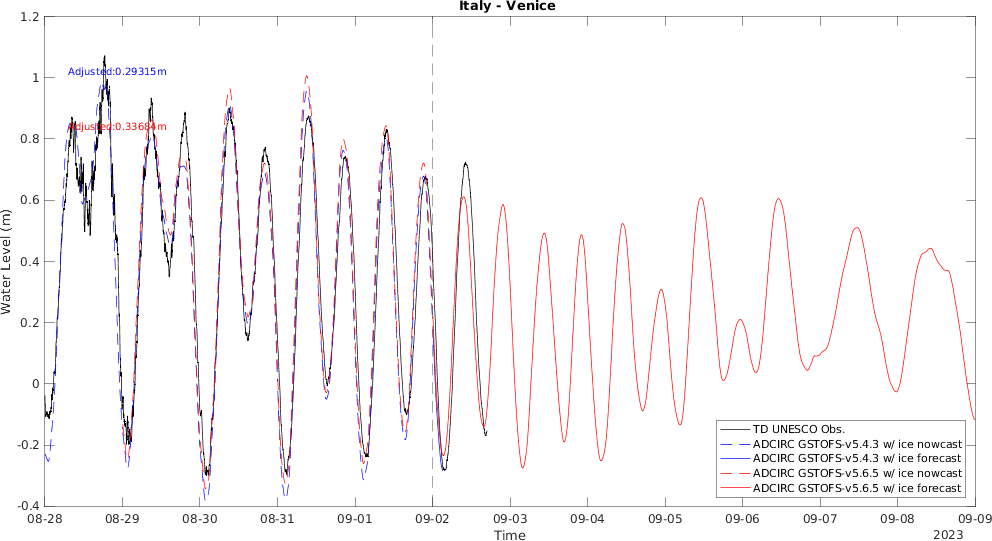 Italy - Venice
1.2
1
0.8
0.6
0.4
0.2
0
-0.2
-0.4
Water Level (m)
Adjusted:0.29315m
Adjusted:0.33684m
TD UNESCO Obs.
ADCIRC GSTOFS-v5.4.3 w/ ice nowcast
ADCIRC GSTOFS-v5.4.3 w/ ice forecast
ADCIRC GSTOFS-v5.6.5 w/ ice nowcast
ADCIRC GSTOFS-v5.6.5 w/ ice forecast
08-28 08-29 08-30 08-31 09-01 09-02 09-03 09-04 09-05 09-06 09-07 09-08 09-09
Time
2023